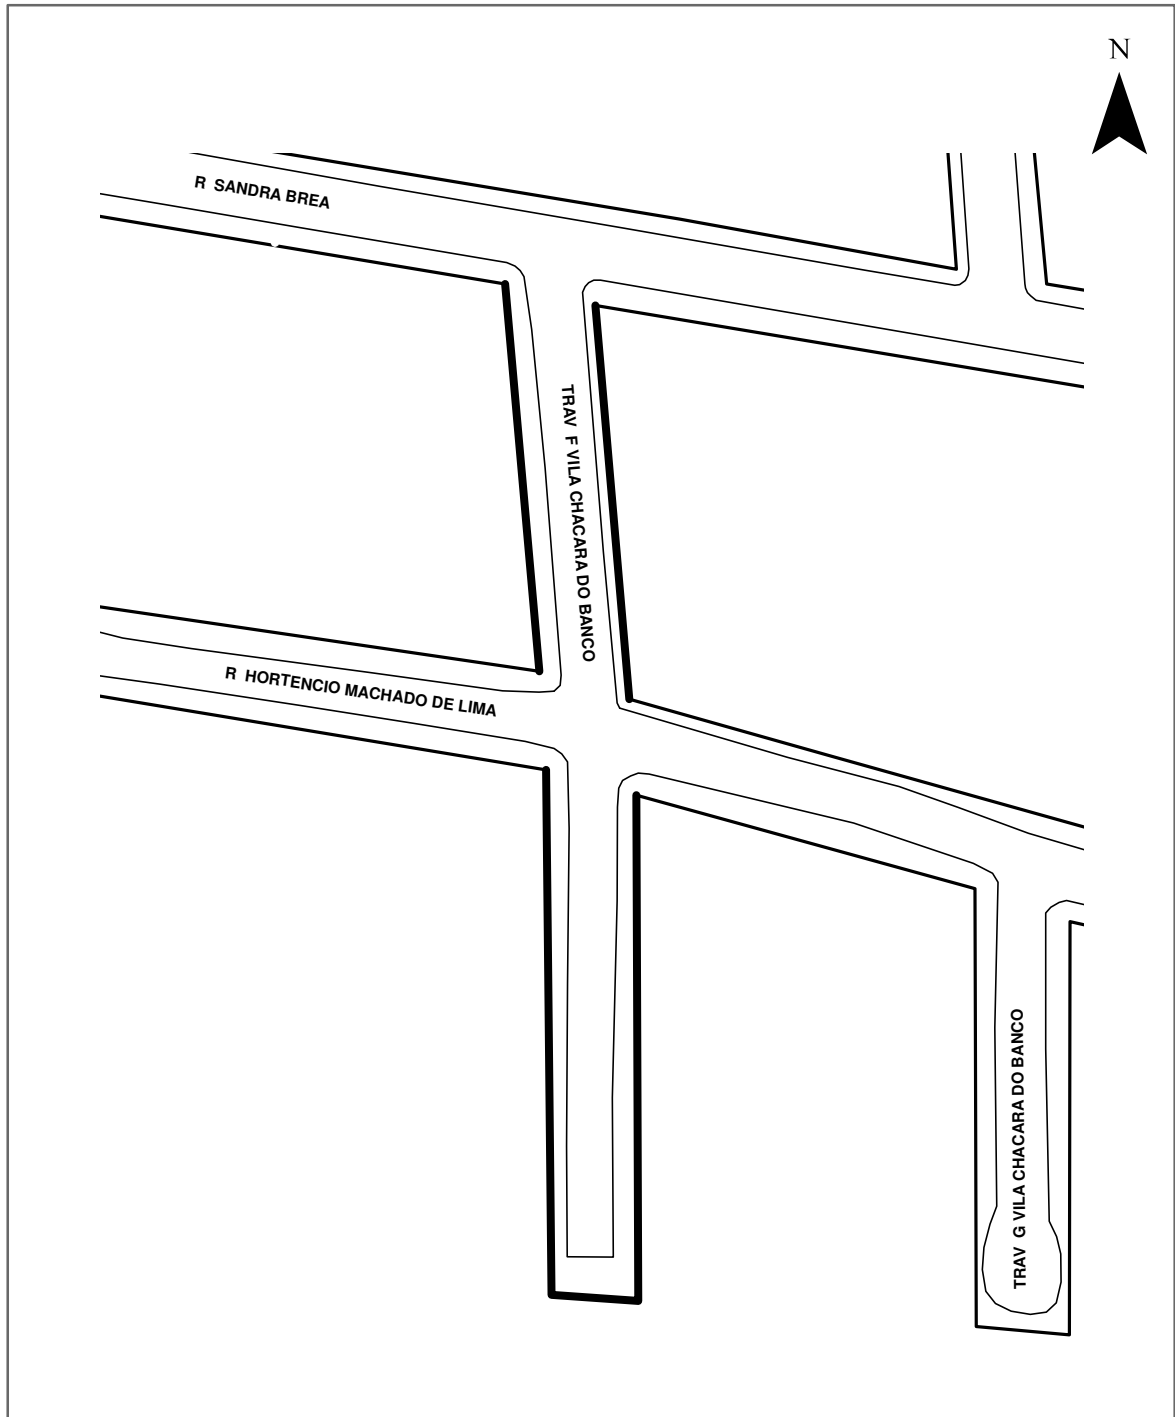 N
R SANDRA BREA
TRAV F VILA CHACARA DO BANCO
R HORTENCIO MACHADO DE LIMA
TRAV G VILA CHACARA DO BANCO